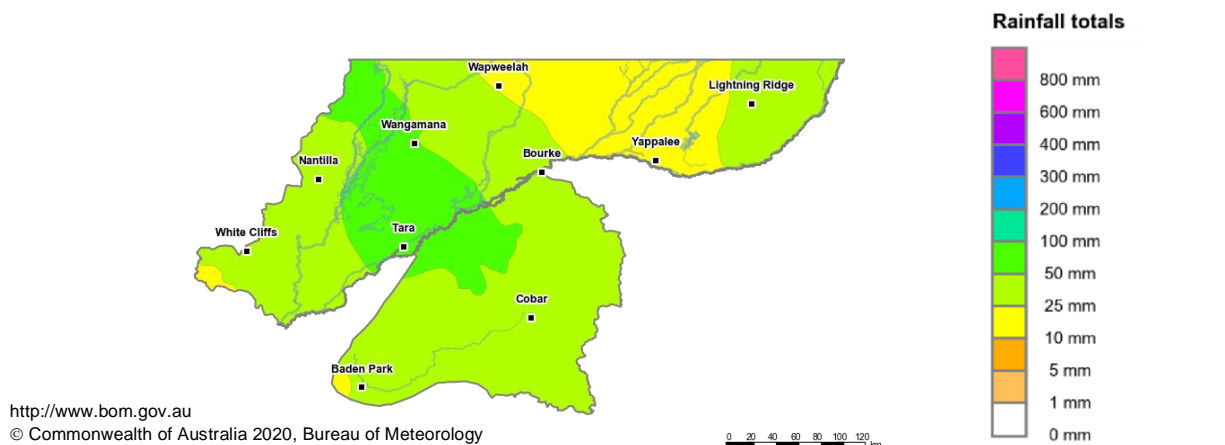 Rainfall totals
Wapweelah
Lightning Ridge
800 mm
600 mm
Wangamana
400 mm
Yappalee
Bourke
Nantilla
300 mm
200 mm
White Cliffs
Tara
100 mm
50 mm
Cobar
25 mm
10 mm
Baden Park
5 mm
1 mm
http://www.bom.gov.au
© Commonwealth of Australia 2020, Bureau of Meteorology
0 20 40 60 80 100 120
km
0 mm